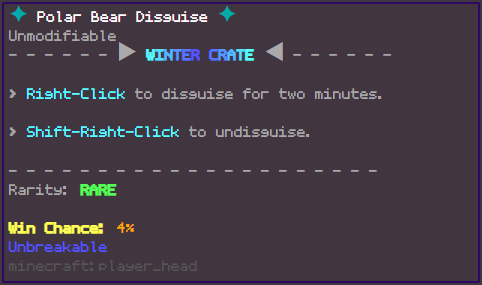 ✦ Polar Bear Disguise ✦
Unmodifiable
- - - - - - ▶ WINTER CRATE ◀ - - - - - -
> Right-Click to disguise for two minutes.
> Shift-Right-Click to undisguise.
- - - - - - - - - - - - - - - - - - - - - -
Rarity: RARE
Win Chance: 4%
Unbreakable
minecraft:player_head